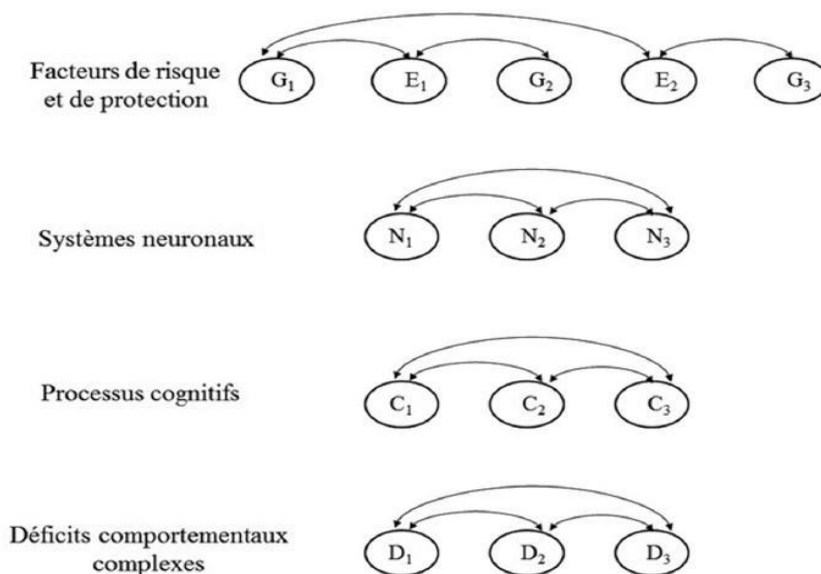 Facteurs de risque
et de protection
G1 E1 G2 E2 G3
Systèmes neuronaux
N1 N2 N3
Processus cognitifs
C1 C2 C3
Déficits comportementaux
complexes
D1 D2 D3